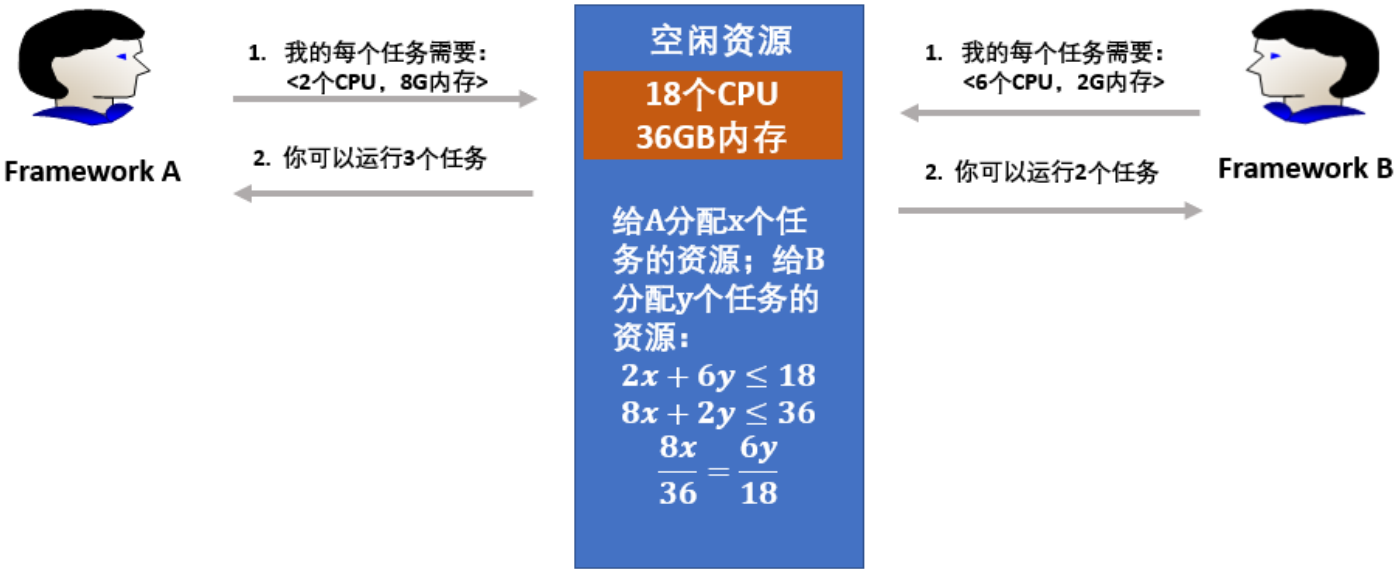 1. 我的每个任务需要：
<2个CPU，8G内存>
2. 你可以运行3个任务
Framework A
空闲资源
18个CPU
36GB内存
给A分配x个任
务的资源；给B
分配y个任务的
资源：
2x + 6y ≤ 18
8x + 2y ≤ 36
8x/36 = 6y/18
1. 我的每个任务需要：
<6个CPU，2G内存>
2. 你可以运行2个任务
Framework B